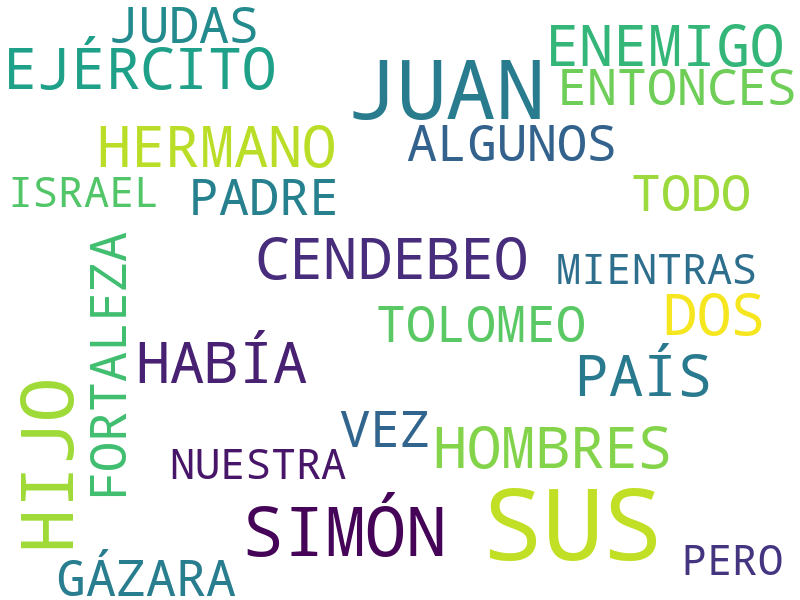 JUDAS
ENEMIGO
EJÉRCITO
JUAN
ENTONCES
HERMANO
ALGUNOS
ISRAEL
PADRE
TODO
CENDEBEO
MIENTRAS
FORTALEZA
TOLOMEO
DOS
HABÍA
PAÍS
HIJO
VEZ
HOMBRES
NUESTRA
SIMÓN
SUS
GÁZARA
PERO